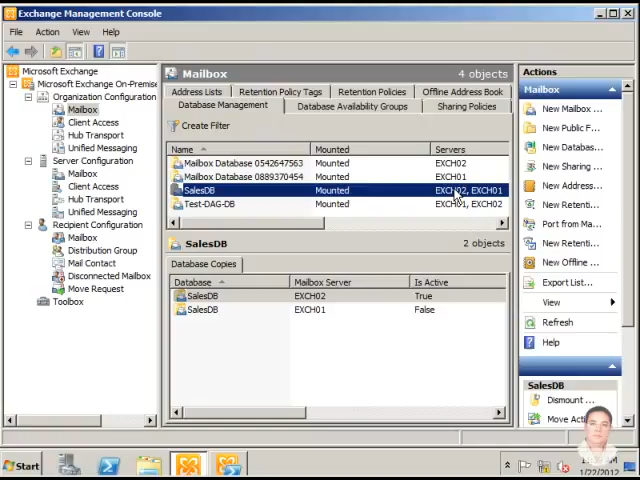 Exchange Management Console
File Action View Help
Microsoft Exchange
Microsoft Exchange On-Premise
Organization Configuration
Mailbox
Client Access
Hub Transport
Unified Messaging
Server Configuration
Mailbox
Client Access
Hub Transport
Unified Messaging
Recipient Configuration
Mailbox
Distribution Group
Mail Contact
Disconnected Mailbox
Move Request
Toolbox
Mailbox 4 objects
Address Lists Retention Policy Tags Retention Policies Offline Address Book
Database Management Database Availability Groups Sharing Policies
Create Filter
Name Mounted Servers
Mailbox Database 0542647563 Mounted EXCH02
Mailbox Database 0889370454 Mounted EXCH01
SalesDB Mounted EXCH02, EXCH01
Test-DAG-DB Mounted EXCH01, EXCH02
SalesDB 2 objects
Database Copies
Database Mailbox Server Is Active
SalesDB EXCH02 True
SalesDB EXCH01 False
Actions
Mailbox
New Mailbox ...
New Public F...
New Databas...
New Sharing ...
New Address...
New Retenti...
Port from Ma...
New Retenti...
New Offline ...
Export List...
View
Refresh
Help
SalesDB
Dismount ...
Move Acti
Start
1/22/2012